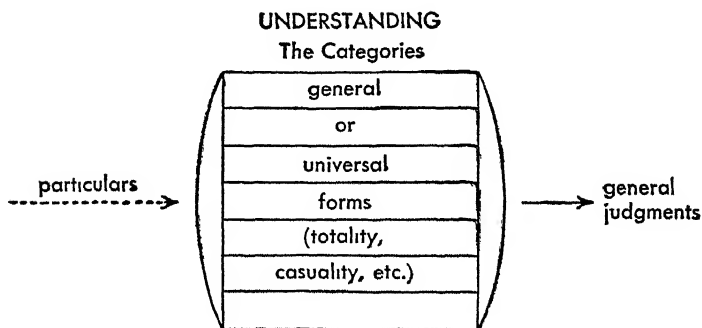 UNDERSTANDING
The Categories
general
or
universal
particulars
forms
general
judgments
(totality,
casuality, etc.)